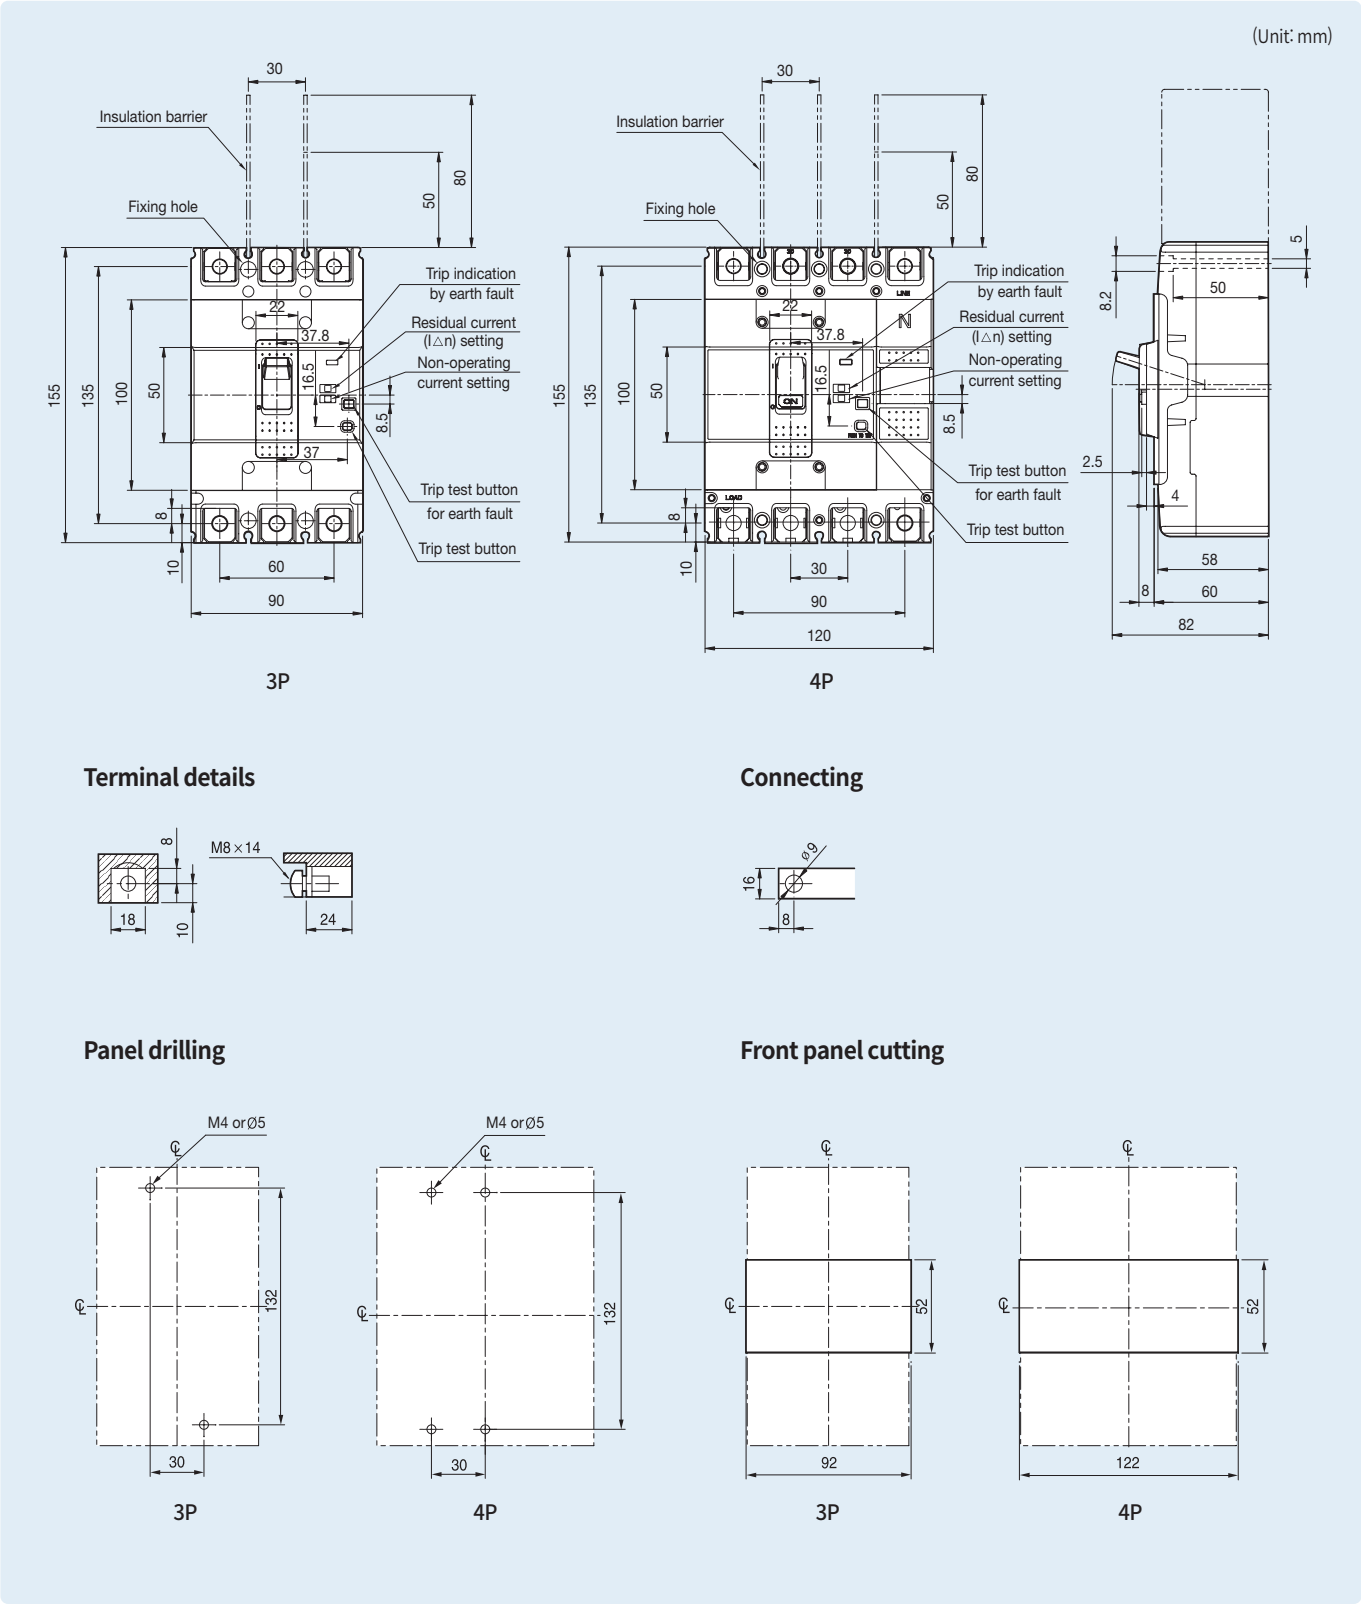 (Unit: mm)
30
Insulation barrier
80
50
Fixing hole
Trip indication
by earth fault
22
Residual current
(I△n) setting
37.8
Non-operating
current setting
16.5
155
135
100
50
8.5
37
Trip test button
for earth fault
8
Trip test button
10
60
90
3P
30
Insulation barrier
80
50
Fixing hole
Trip indication
by earth fault
LINE
N
22
Residual current
(I△n) setting
37.8
Non-operating
current setting
16.5
155
135
100
50
ON
8.5
Trip test button
for earth fault
LOAD
8
Trip test button
10
30
90
120
4P
5
8.2
50
2.5
4
58
8
60
82
Terminal details
8
M8×14
18
10
24
Connecting
ø9
16
8
Panel drilling
M4 orØ5
℄
℄
132
30
3P
M4 orØ5
℄
℄
132
30
4P
Front panel cutting
℄
℄
52
92
3P
℄
℄
52
122
4P